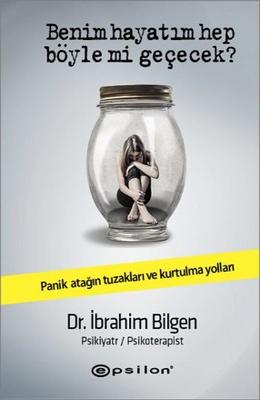 Benim hayatım hep
böyle mi geçecek?
Panik atağın tuzakları ve kurtulma yolları
Dr. İbrahim Bilgen
Psikiyatr / Psikoterapist
epsilon®